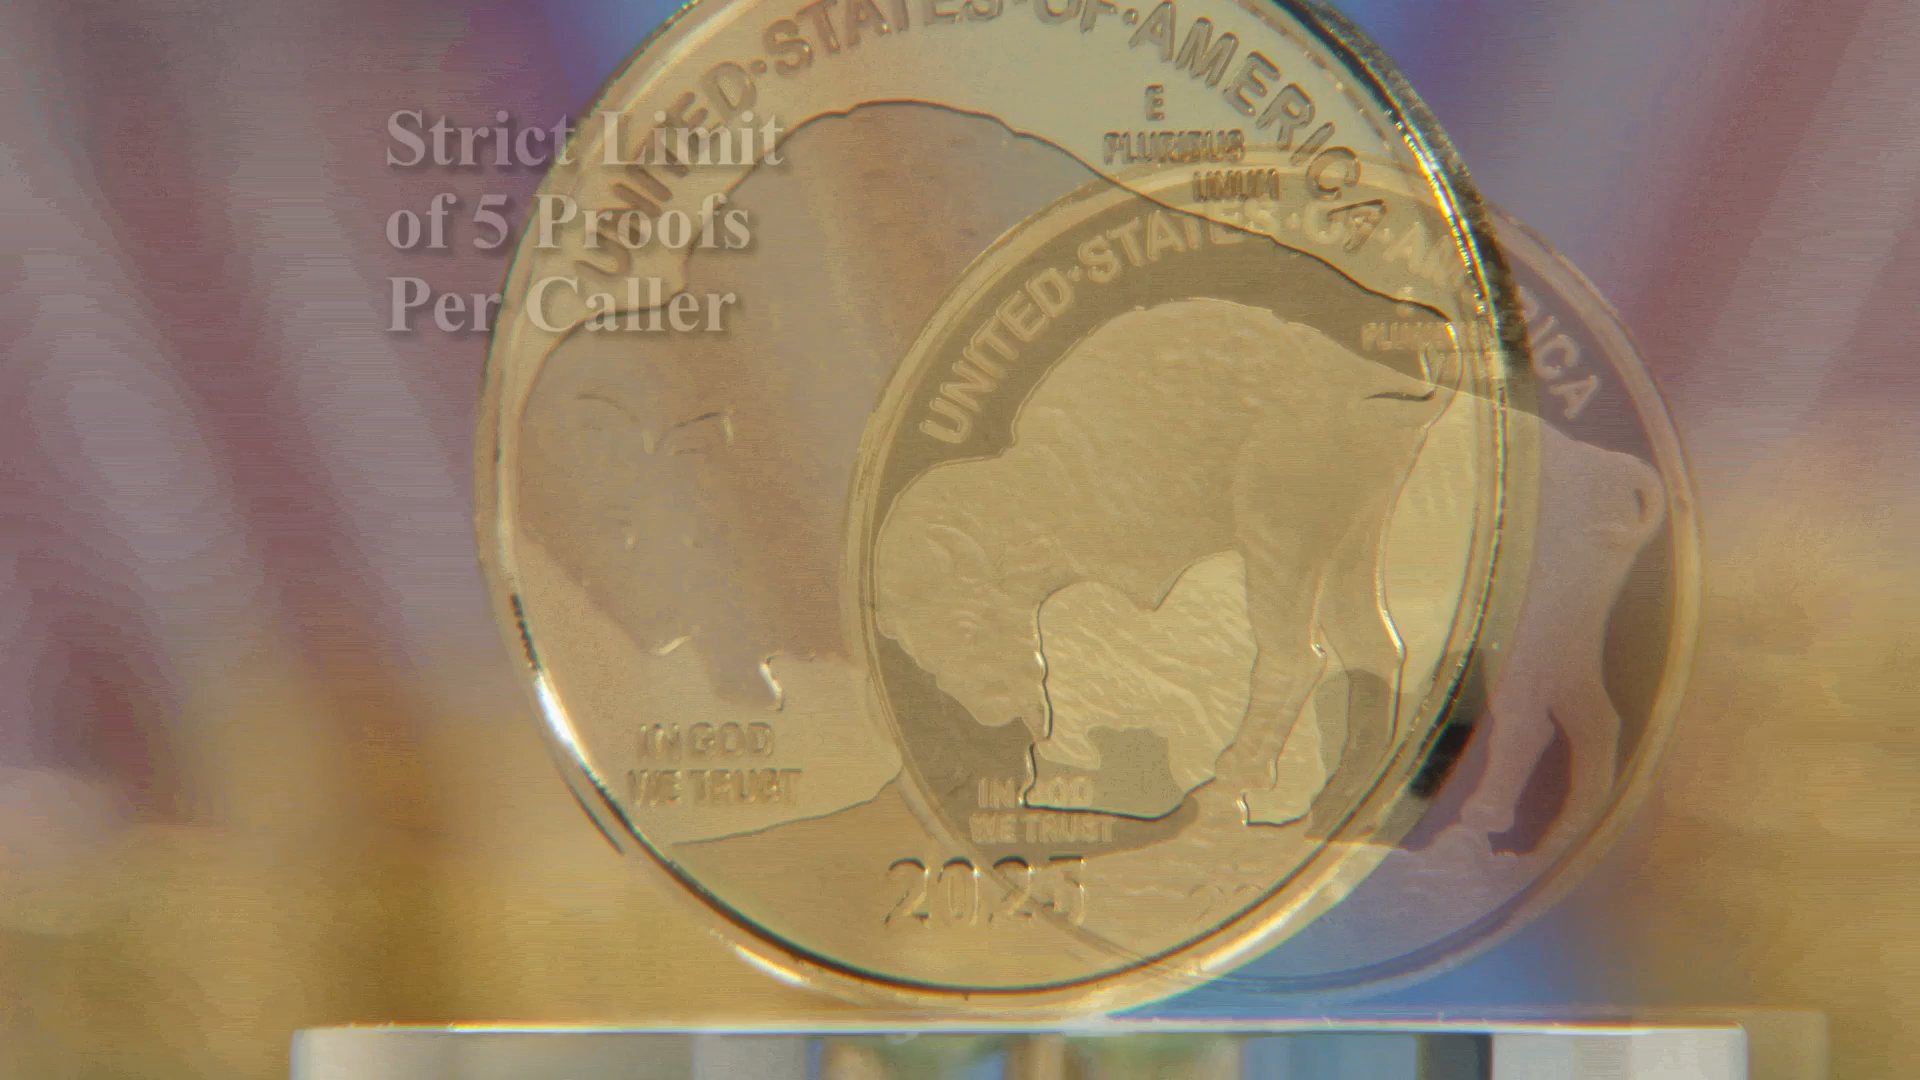 Strict Limit
of 5 Proofs
Per Caller
UNITED·STATES·OF·AMERICA
E
PLURIBUS
UNUM
IN GOD
WE TRUST
2025
UNITED·STATES·OF·AMERICA
IN GOD
WE TRUST